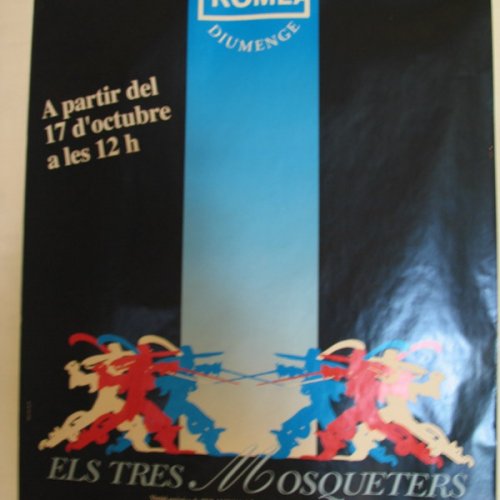 ROMEA
DIUMENGE
A partir del
17 d'octubre
a les 12 h
ELS TRES MOSQUETERS